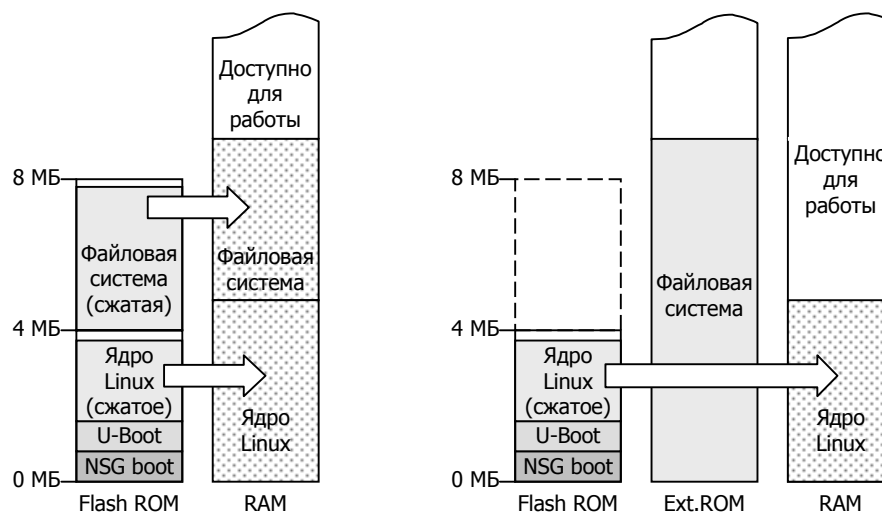 Доступно
для
работы
8 МБ
Файловая
система
(сжатая)
Файловая
система
4 МБ
Ядро
Linux
(сжатое)
Ядро
Linux
U-Boot
NSG boot
0 МБ
Flash ROM
RAM
Доступно
для
работы
8 МБ
Файловая
система
4 МБ
Ядро
Linux
(сжатое)
Ядро
Linux
U-Boot
NSG boot
0 МБ
Flash ROM
Ext.ROM
RAM